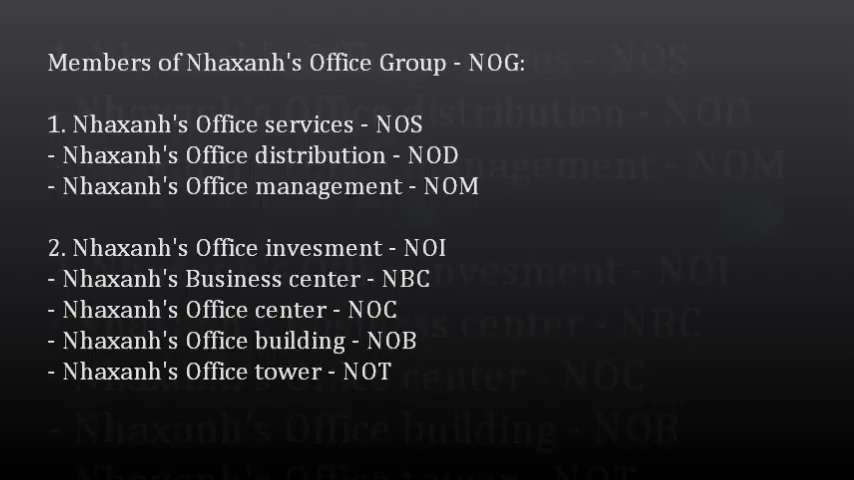 Members of Nhaxanh's Office Group - NOG:
1. Nhaxanh's Office services - NOS
- Nhaxanh's Office distribution - NOD
- Nhaxanh's Office management - NOM
2. Nhaxanh's Office invesment - NOI
- Nhaxanh's Business center - NBC
- Nhaxanh's Office center - NOC
- Nhaxanh's Office building - NOB
- Nhaxanh's Office tower - NOT